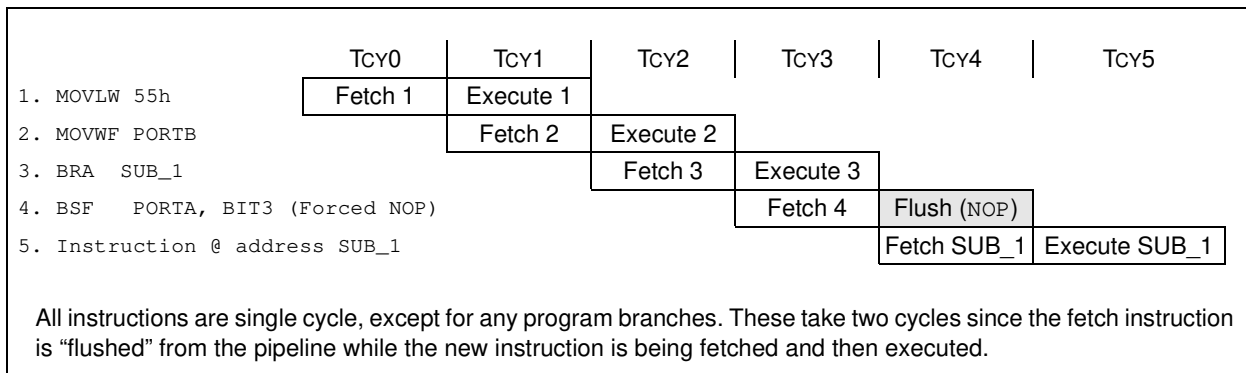 TCY0 TCY1 TCY2 TCY3 TCY4 TCY5
1. MOVLW 55h Fetch 1 Execute 1
2. MOVWF PORTB Fetch 2 Execute 2
3. BRA SUB_1 Fetch 3 Execute 3
4. BSF PORTA, BIT3 (Forced NOP) Fetch 4 Flush (NOP)
5. Instruction @ address SUB_1 Fetch SUB_1 Execute SUB_1
All instructions are single cycle, except for any program branches. These take two cycles since the fetch instruction
is “flushed” from the pipeline while the new instruction is being fetched and then executed.